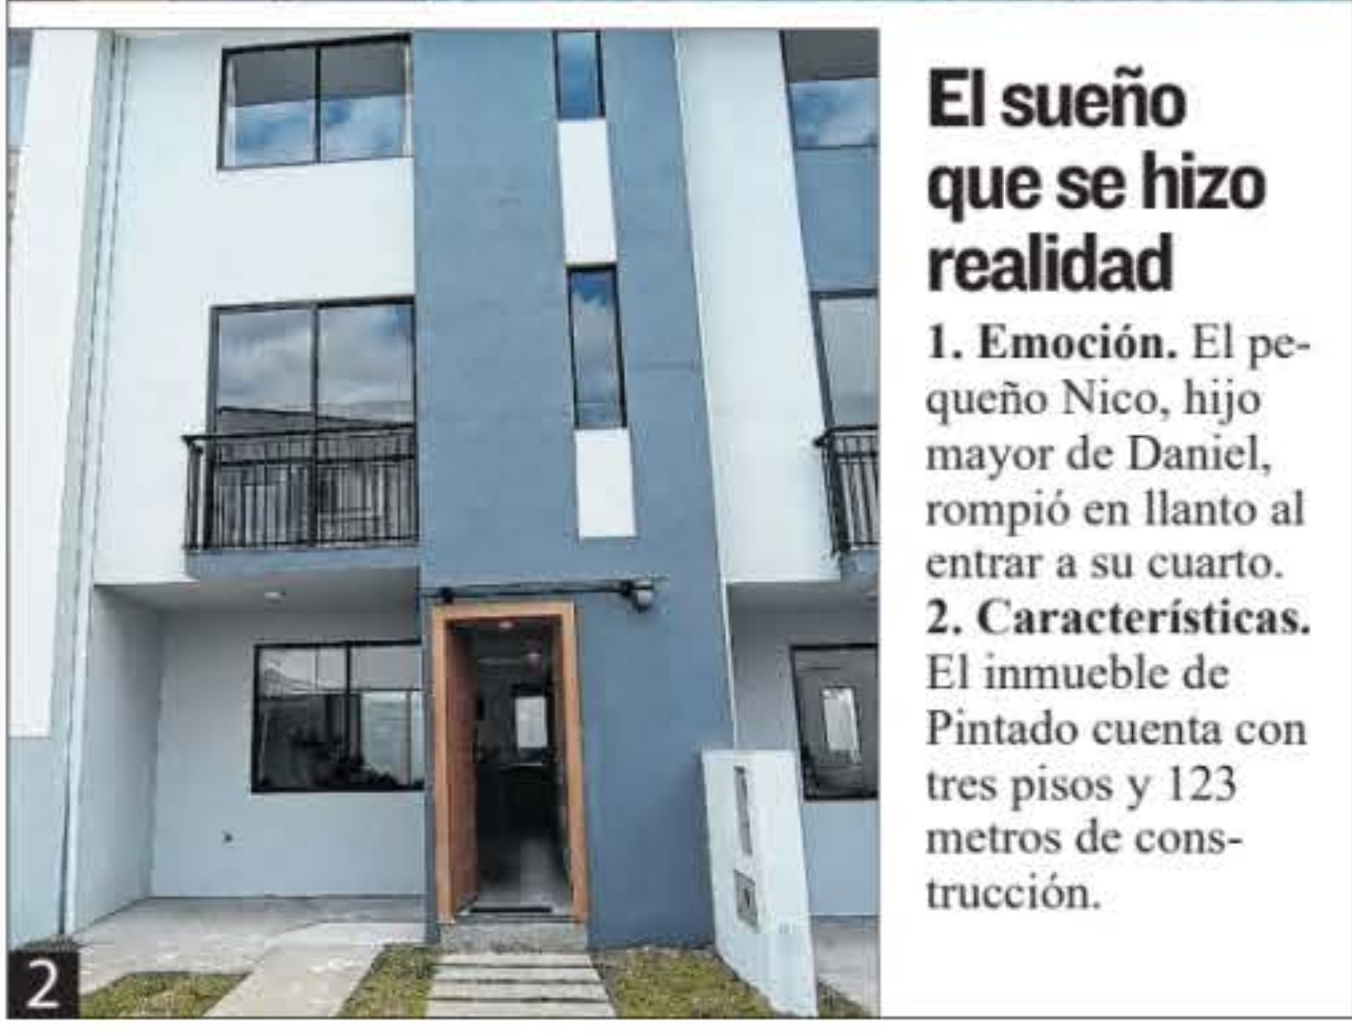 El sueño
que se hizo
realidad
1. Emoción. El pe-
queño Nico, hijo
mayor de Daniel,
rompió en llanto al
entrar a su cuarto.
2. Características.
El inmueble de
Pintado cuenta con
tres pisos y 123
metros de cons-
trucción.
2